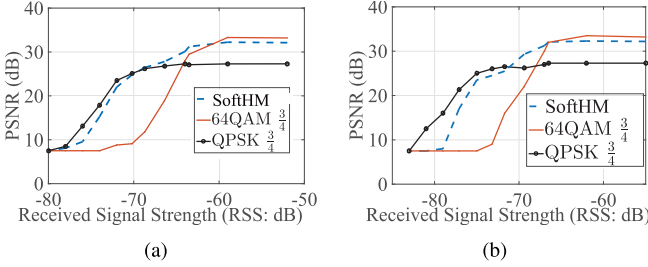 40
30
20
10
0
PSNR (dB)
SoftHM
64QAM 3/4
QPSK 3/4
-80 -70 -60 -50
Received Signal Strength (RSS: dB)
(a)
40
30
20
10
0
PSNR (dB)
SoftHM
64QAM 3/4
QPSK 3/4
-80 -70 -60
Received Signal Strength (RSS: dB)
(b)